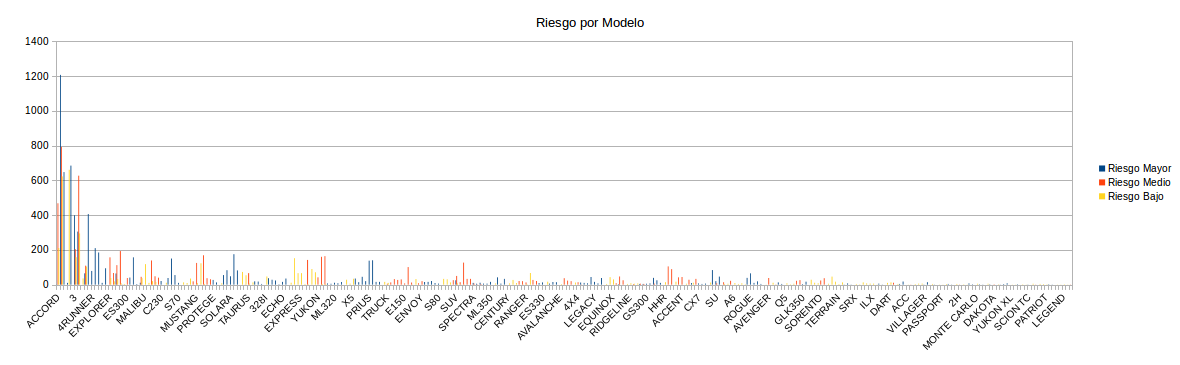 Riesgo por Modelo
1400
1200
1000
800
600
400
200
0
Riesgo Mayor
Riesgo Medio
Riesgo Bajo
ACCORD
3
4RUNNER
EXPLORER
ES300
MALIBU
C230
S70
MUSTANG
PROTEGE
SOLARA
TAURUS
328I
ECHO
EXPRESS
YUKON
ML320
X5
PRIUS
TRUCK
E150
ENVOY
S80
SUV
SPECTRA
ML350
CENTURY
RANGER
ES330
AVALANCHE
4X4
LEGACY
EQUINOX
RIDGELINE
GS300
HHR
ACCENT
CX7
SU
A6
ROGUE
AVENGER
Q5
GLK350
SORENTO
TERRAIN
SRX
ILX
DART
ACC
VILLAGER
PASSPORT
2H
MONTE CARLO
DAKOTA
YUKON XL
SCION TC
PATRIOT
LEGEND